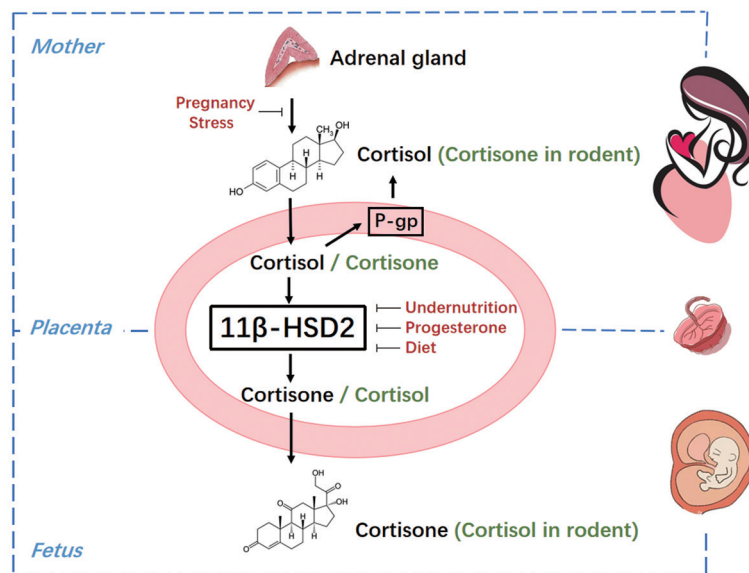 Mother
Adrenal gland
Pregnancy
Stress
CH₃ OH
H
H H
HO
Cortisol (Cortisone in rodent)
P-gp
Cortisol / Cortisone
11β-HSD2
Undernutrition
Progesterone
Diet
Placenta
Cortisone / Cortisol
OH
O
O OH
H
H H
O
Cortisone (Cortisol in rodent)
Fetus